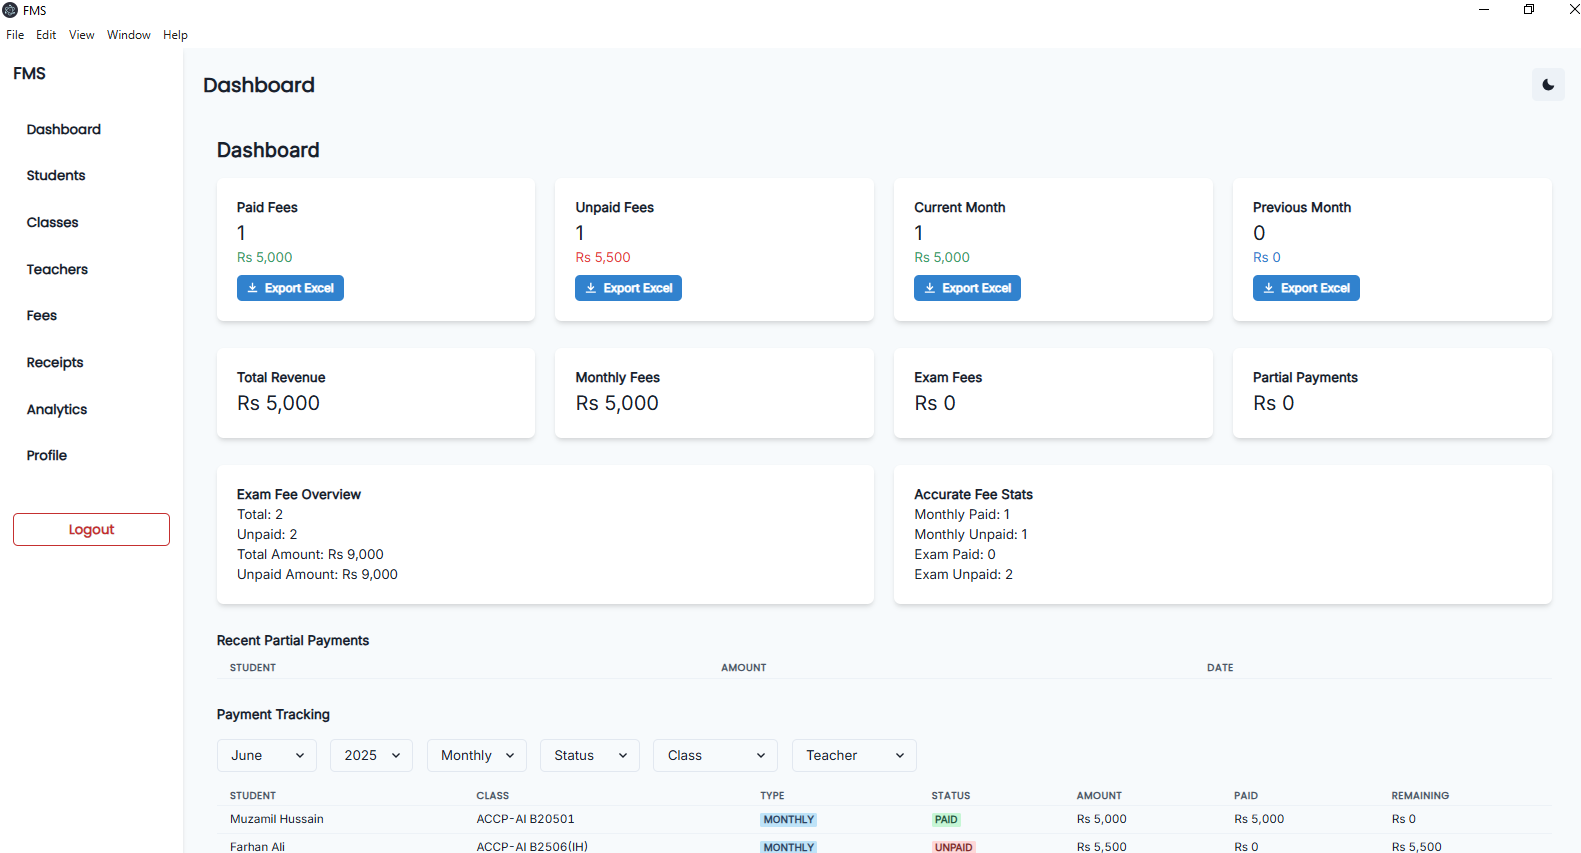 FMS
File Edit View Window Help
FMS
Dashboard
Students
Classes
Teachers
Fees
Receipts
Analytics
Profile
Logout
Dashboard
Dashboard
Paid Fees
1
Rs 5,000
Export Excel
Unpaid Fees
1
Rs 5,500
Export Excel
Current Month
1
Rs 5,000
Export Excel
Previous Month
0
Rs 0
Export Excel
Total Revenue
Rs 5,000
Monthly Fees
Rs 5,000
Exam Fees
Rs 0
Partial Payments
Rs 0
Exam Fee Overview
Total: 2
Unpaid: 2
Total Amount: Rs 9,000
Unpaid Amount: Rs 9,000
Accurate Fee Stats
Monthly Paid: 1
Monthly Unpaid: 1
Exam Paid: 0
Exam Unpaid: 2
Recent Partial Payments
STUDENT AMOUNT DATE
Payment Tracking
June 2025 Monthly Status Class Teacher
STUDENT CLASS TYPE STATUS AMOUNT PAID REMAINING
Muzamil Hussain ACCP-AI B20501 MONTHLY PAID Rs 5,000 Rs 5,000 Rs 0
Farhan Ali ACCP-AI B2506(IH) MONTHLY UNPAID Rs 5,500 Rs 0 Rs 5,500